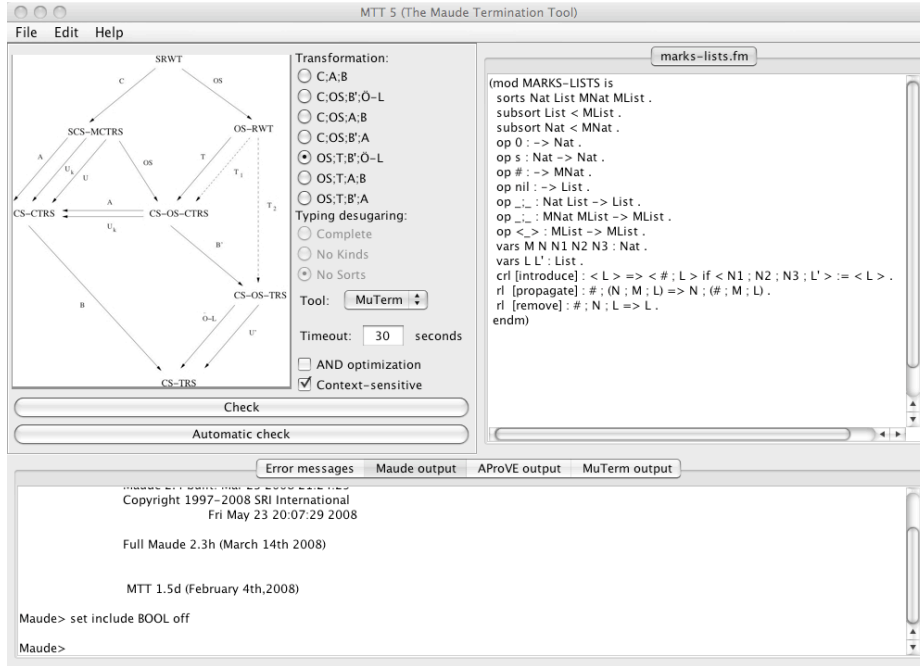 MTT 5 (The Maude Termination Tool)
File Edit Help
SRWT
C
OS
SCS-MCTRS
OS-RWT
A
U_k
U
OS
T
T_1
T_2
CS-CTRS
A
U_k
CS-OS-CTRS
B'
B
CS-OS-TRS
O-L
U'
CS-TRS
Transformation:
C;A;B
C;OS;B';Ö-L
C;OS;A;B
C;OS;B';A
OS;T;B';Ö-L
OS;T;A;B
OS;T;B';A
Typing desugaring:
Complete
No Kinds
No Sorts
Tool: MuTerm
Timeout: 30 seconds
AND optimization
Context-sensitive
Check
Automatic check
marks-lists.fm
(mod MARKS-LISTS is
sorts Nat List MNat MList .
subsort List < MList .
subsort Nat < MNat .
op 0 : -> Nat .
op s : Nat -> Nat .
op # : -> MNat .
op nil : -> List .
op _;_ : Nat List -> List .
op _;_ : MNat MList -> MList .
op <_> : MList -> MList .
vars M N N1 N2 N3 : Nat .
vars L L' : List .
crl [introduce] : < L > => < # ; L > if < N1 ; N2 ; N3 ; L' > := < L > .
rl [propagate] : # ; (N ; M ; L) => N ; (# ; M ; L) .
rl [remove] : # ; N ; L => L .
endm)
Error messages
Maude output
AProVE output
MuTerm output
Copyright 1997-2008 SRI International
Fri May 23 20:07:29 2008
Full Maude 2.3h (March 14th 2008)
MTT 1.5d (February 4th,2008)
Maude> set include BOOL off
Maude>